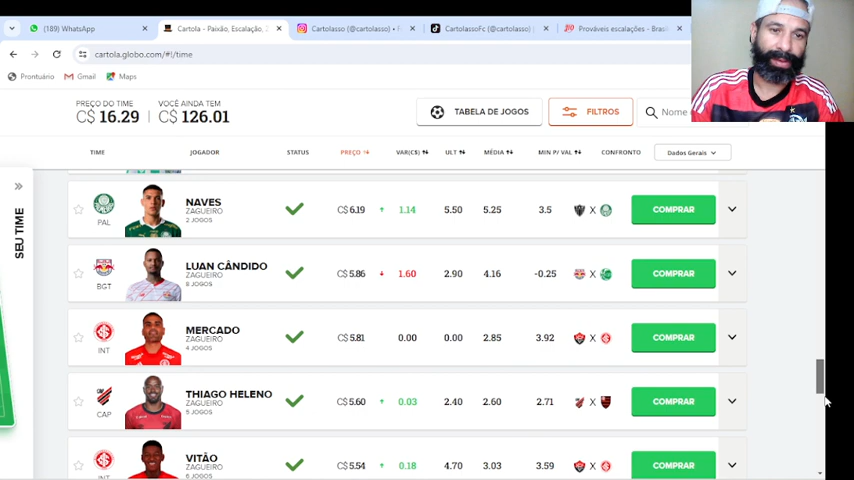 (189) WhatsApp
Cartola - Paixão, Escalação,
Cartolasso (@cartolasso) •
CartolassoFc (@cartolasso)
Prováveis escalações - Brasil
cartola.globo.com/#!/time
Prontuário
Gmail
Maps
PREÇO DO TIME
C$ 16.29
VOCÊ AINDA TEM
C$ 126.01
TABELA DE JOGOS
FILTROS
Nome
TIME JOGADOR STATUS PREÇO VAR(C$) ULT MÉDIA MIN P/ VAL CONFRONTO Dados Gerais
SEU TIME
PAL
NAVES
ZAGUEIRO
2 JOGOS
C$ 6.19 1.14 5.50 5.25 3.5 X COMPRAR
BGT
LUAN CÂNDIDO
ZAGUEIRO
8 JOGOS
C$ 5.86 1.60 2.90 4.16 -0.25 X COMPRAR
INT
MERCADO
ZAGUEIRO
4 JOGOS
C$ 5.81 0.00 0.00 2.85 3.92 X COMPRAR
CAP
THIAGO HELENO
ZAGUEIRO
5 JOGOS
C$ 5.60 0.03 2.40 2.60 2.71 X COMPRAR
INT
VITÃO
ZAGUEIRO
6 JOGOS
C$ 5.54 0.18 4.70 3.03 3.59 X COMPRAR